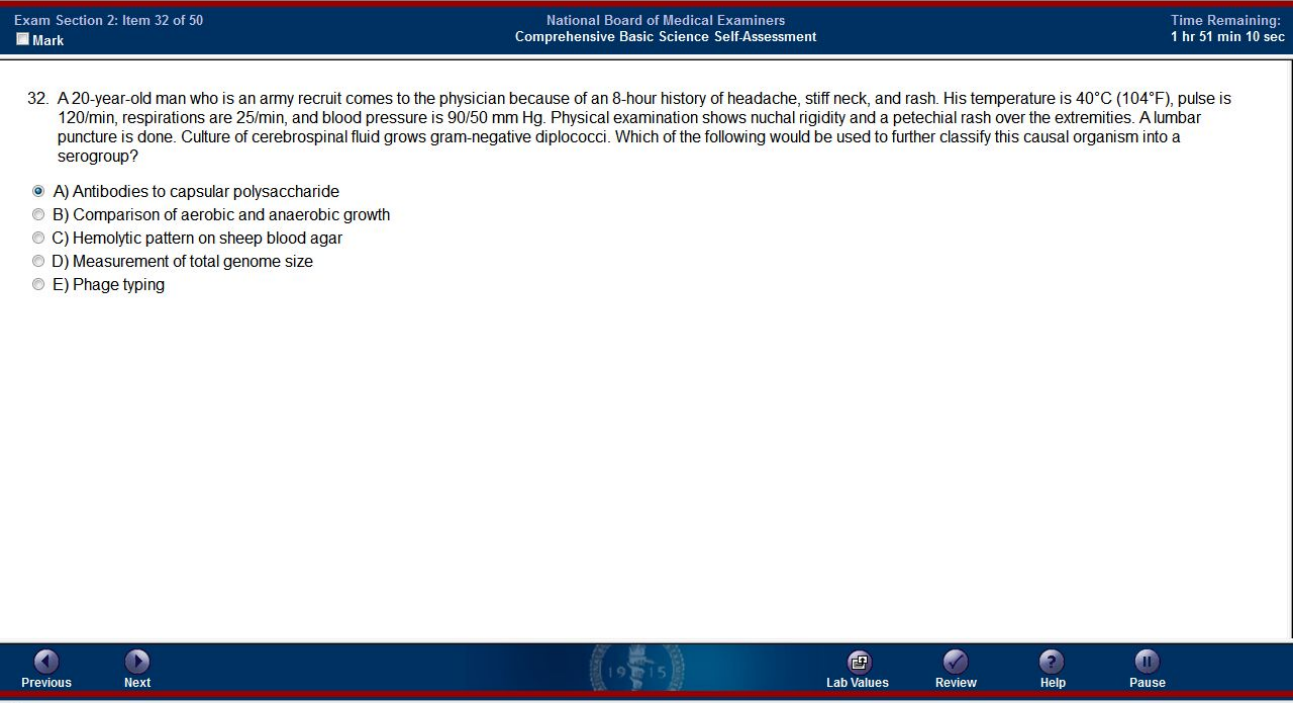 Exam Section 2: Item 32 of 50
National Board of Medical Examiners
Time Remaining:
Mark
Comprehensive Basic Science Self-Assessment
1 hr 51 min 10 sec
32. A 20-year-old man who is an army recruit comes to the physician because of an 8-hour history of headache, stiff neck, and rash. His temperature is 40°C (104°F), pulse is
120/min, respirations are 25/min, and blood pressure is 90/50 mm Hg. Physical examination shows nuchal rigidity and a petechial rash over the extremities. A lumbar
puncture is done. Culture of cerebrospinal fluid grows gram-negative diplococci. Which of the following would be used to further classify this causal organism into a
serogroup?
A) Antibodies to capsular polysaccharide
B) Comparison of aerobic and anaerobic growth
C) Hemolytic pattern on sheep blood agar
D) Measurement of total genome size
E) Phage typing
1915
Previous
Next
Lab Values
Review
Help
Pause